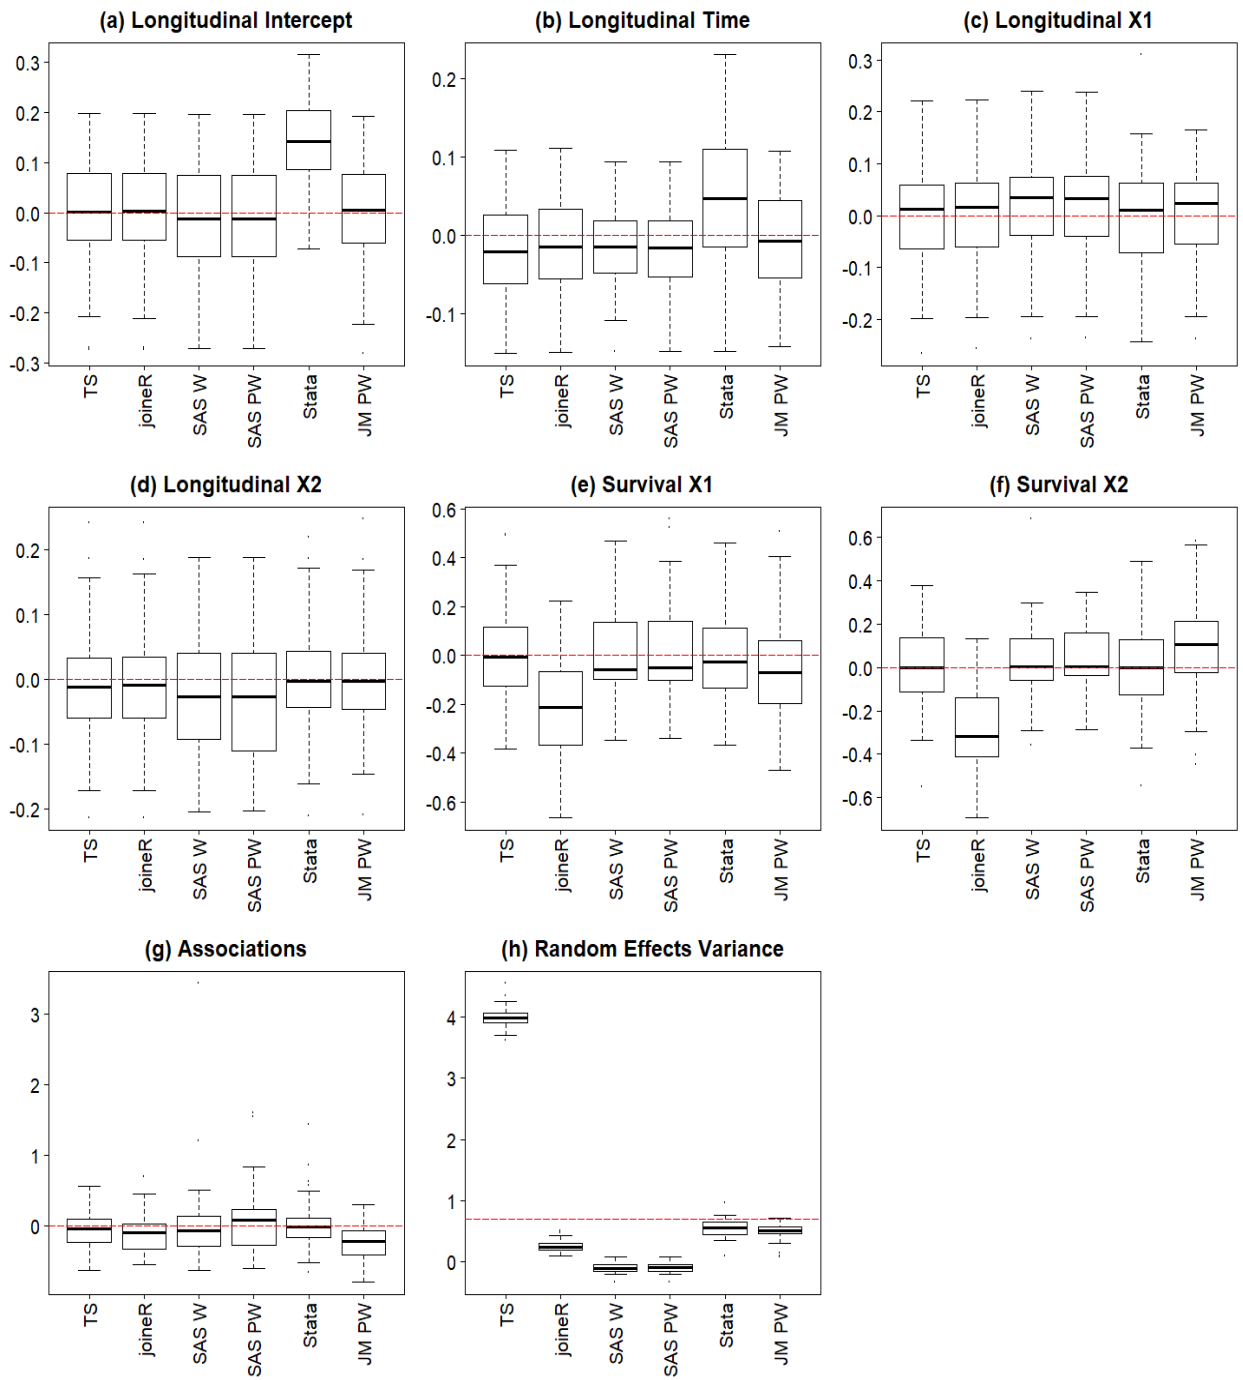 (a) Longitudinal Intercept
0.3
0.2
0.1
0.0
-0.1
-0.2
-0.3
TS
joineR
SAS W
SAS PW
Stata
JM PW
(b) Longitudinal Time
0.2
0.1
0.0
-0.1
TS
joineR
SAS W
SAS PW
Stata
JM PW
(c) Longitudinal X1
0.3
0.2
0.1
0.0
-0.1
-0.2
TS
joineR
SAS W
SAS PW
Stata
JM PW
(d) Longitudinal X2
0.2
0.1
0.0
-0.1
-0.2
TS
joineR
SAS W
SAS PW
Stata
JM PW
(e) Survival X1
0.6
0.4
0.2
0.0
-0.2
-0.4
-0.6
TS
joineR
SAS W
SAS PW
Stata
JM PW
(f) Survival X2
0.6
0.4
0.2
0.0
-0.2
-0.4
-0.6
TS
joineR
SAS W
SAS PW
Stata
JM PW
(g) Associations
3
2
1
0
TS
joineR
SAS W
SAS PW
Stata
JM PW
(h) Random Effects Variance
4
3
2
1
0
TS
joineR
SAS W
SAS PW
Stata
JM PW